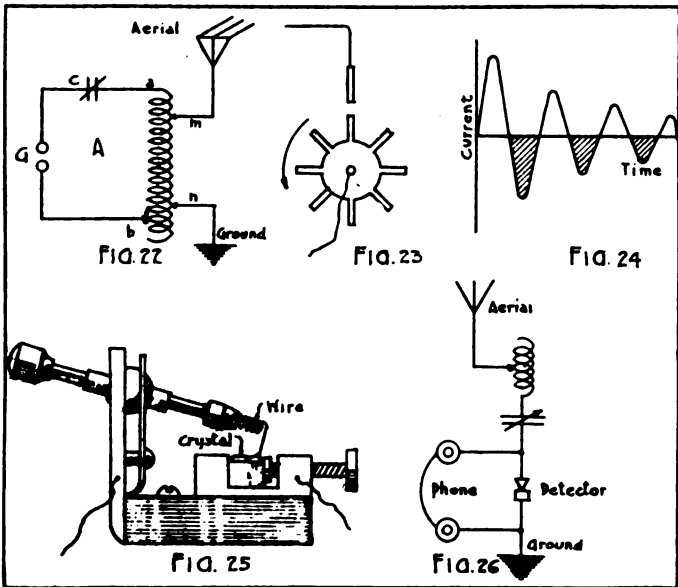 Aerial
C
a
m
G
A
n
b
Ground
FIG.22
FIG.23
Current
Time
FIG.24
Wire
Crystal
FIG. 25
Aerial
Phone
Detector
Ground
FIG.26